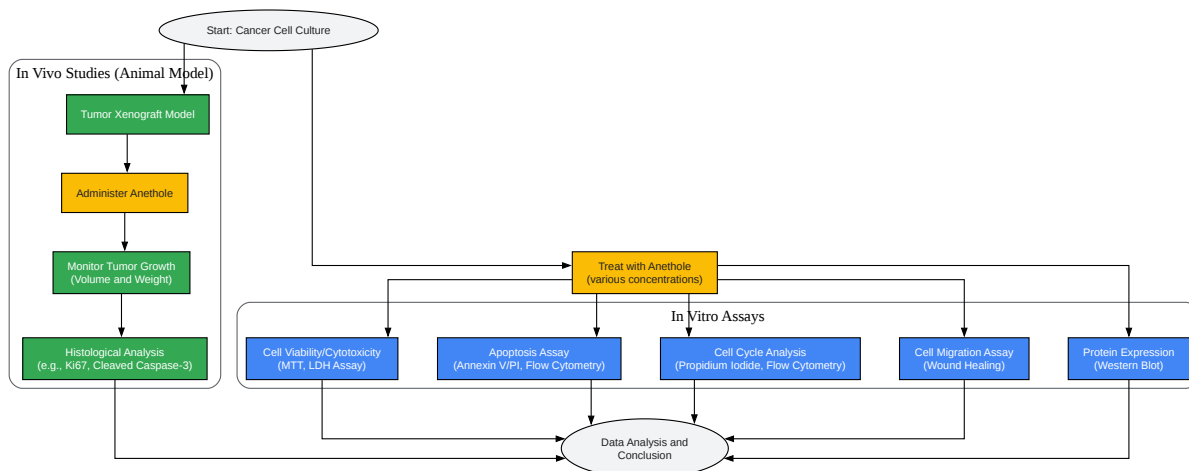 Start: Cancer Cell Culture
In Vivo Studies (Animal Model)
Tumor Xenograft Model
Administer Anethole
Monitor Tumor Growth
(Volume and Weight)
Histological Analysis
(e.g., Ki67, Cleaved Caspase-3)
Treat with Anethole
(various concentrations)
In Vitro Assays
Cell Viability/Cytotoxicity
(MTT, LDH Assay)
Apoptosis Assay
(Annexin V/PI, Flow Cytometry)
Cell Cycle Analysis
(Propidium Iodide, Flow Cytometry)
Cell Migration Assay
(Wound Healing)
Protein Expression
(Western Blot)
Data Analysis and
Conclusion